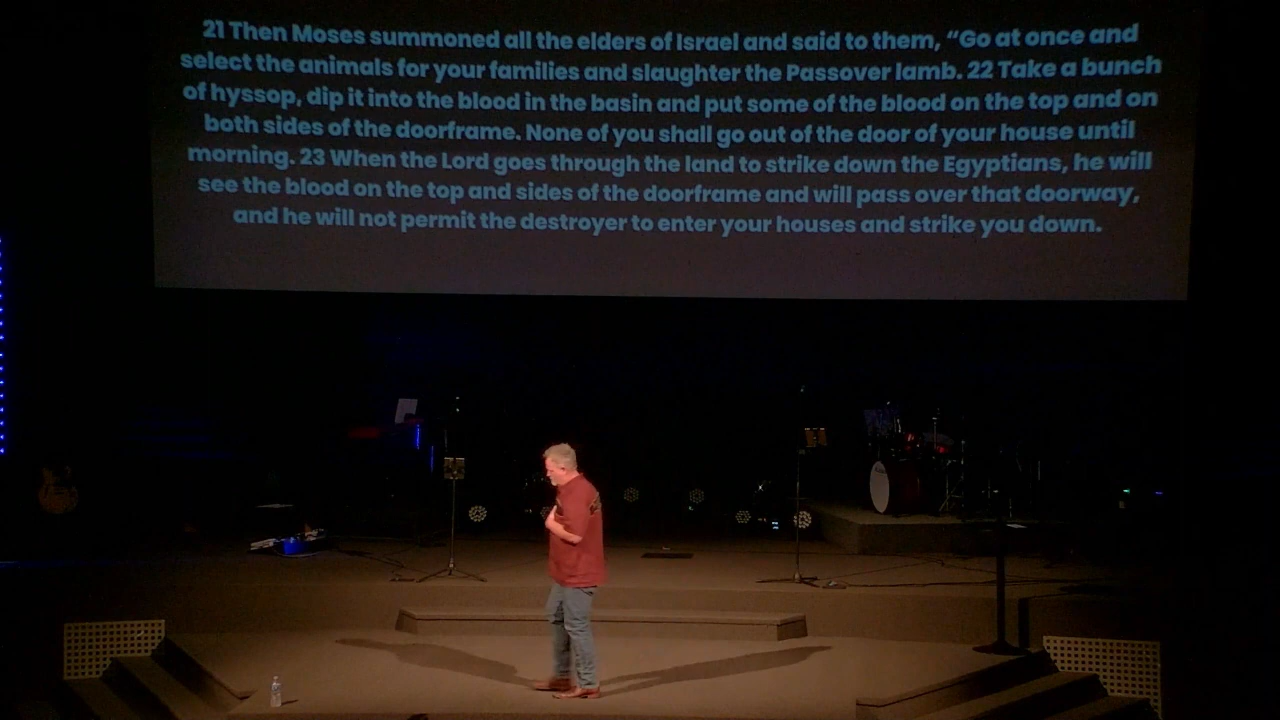 21 Then Moses summoned all the elders of Israel and said to them, “Go at once and
select the animals for your families and slaughter the Passover lamb. 22 Take a bunch
of hyssop, dip it into the blood in the basin and put some of the blood on the top and on
both sides of the doorframe. None of you shall go out of the door of your house until
morning. 23 When the Lord goes through the land to strike down the Egyptians, he will
see the blood on the top and sides of the doorframe and will pass over that doorway,
and he will not permit the destroyer to enter your houses and strike you down.